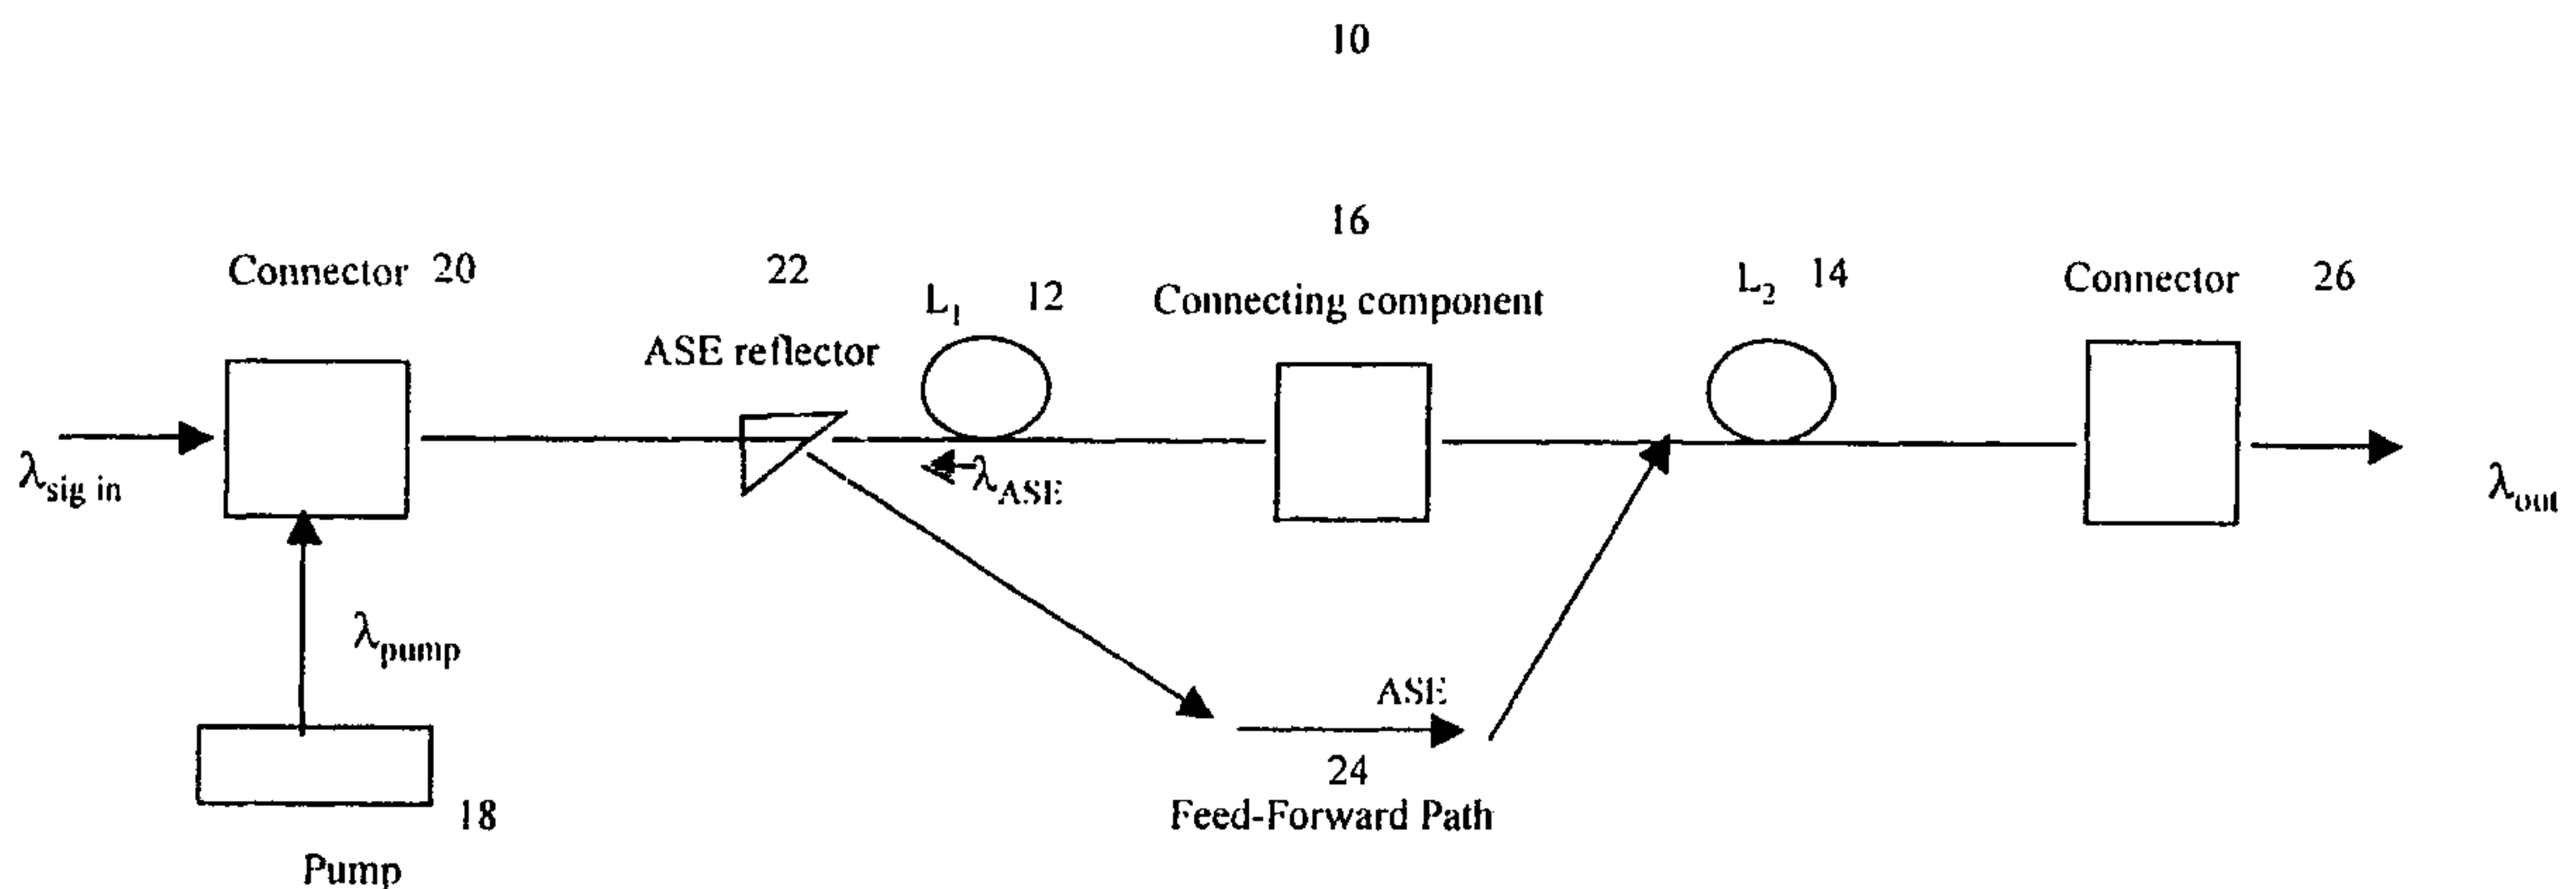 10
16
Connector 20
22
L1 12
Connecting component
L2 14
Connector 26
ASE reflector
λsig in
λASE
λout
λpump
ASE
24
Feed-Forward Path
18
Pump